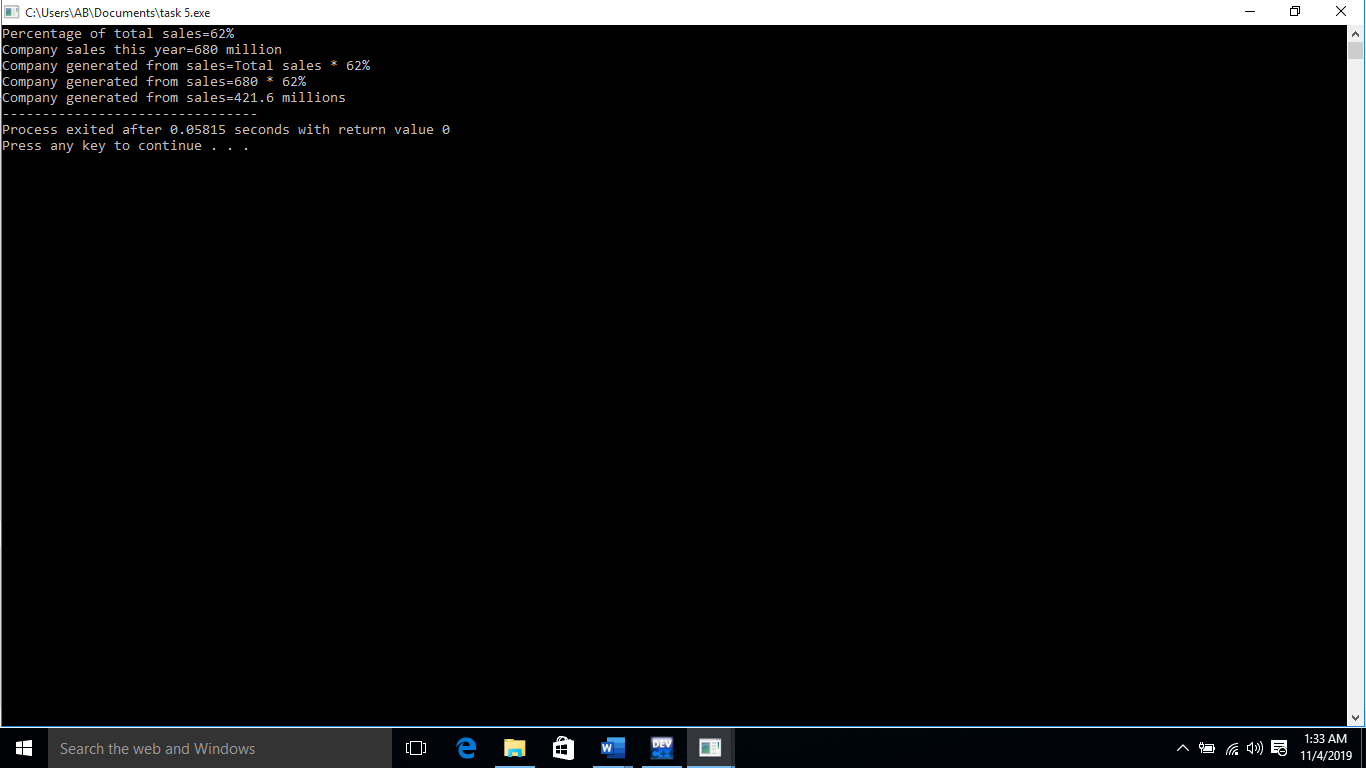 C:\Users\AB\Documents\task 5.exe
Percentage of total sales=62%
Company sales this year=680 million
Company generated from sales=Total sales * 62%
Company generated from sales=680 * 62%
Company generated from sales=421.6 millions
--------------------------------
Process exited after 0.05815 seconds with return value 0
Press any key to continue . . .
Search the web and Windows
W
DEV
C++
1:33 AM
11/4/2019